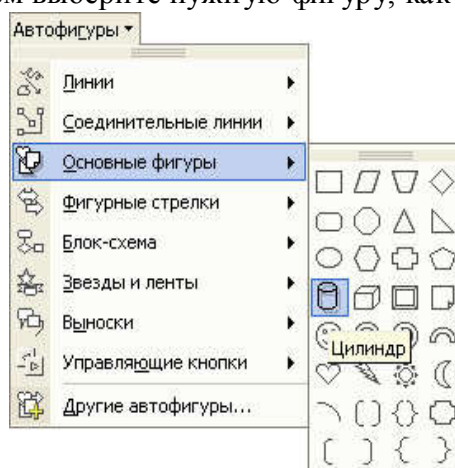 м выберите нужную фигуру, как
Автофигуры
Линии
Соединительные линии
Основные фигуры
Фигурные стрелки
Блок-схема
Звезды и ленты
Выноски
Управляющие кнопки
Другие автофигуры...
Цилиндр